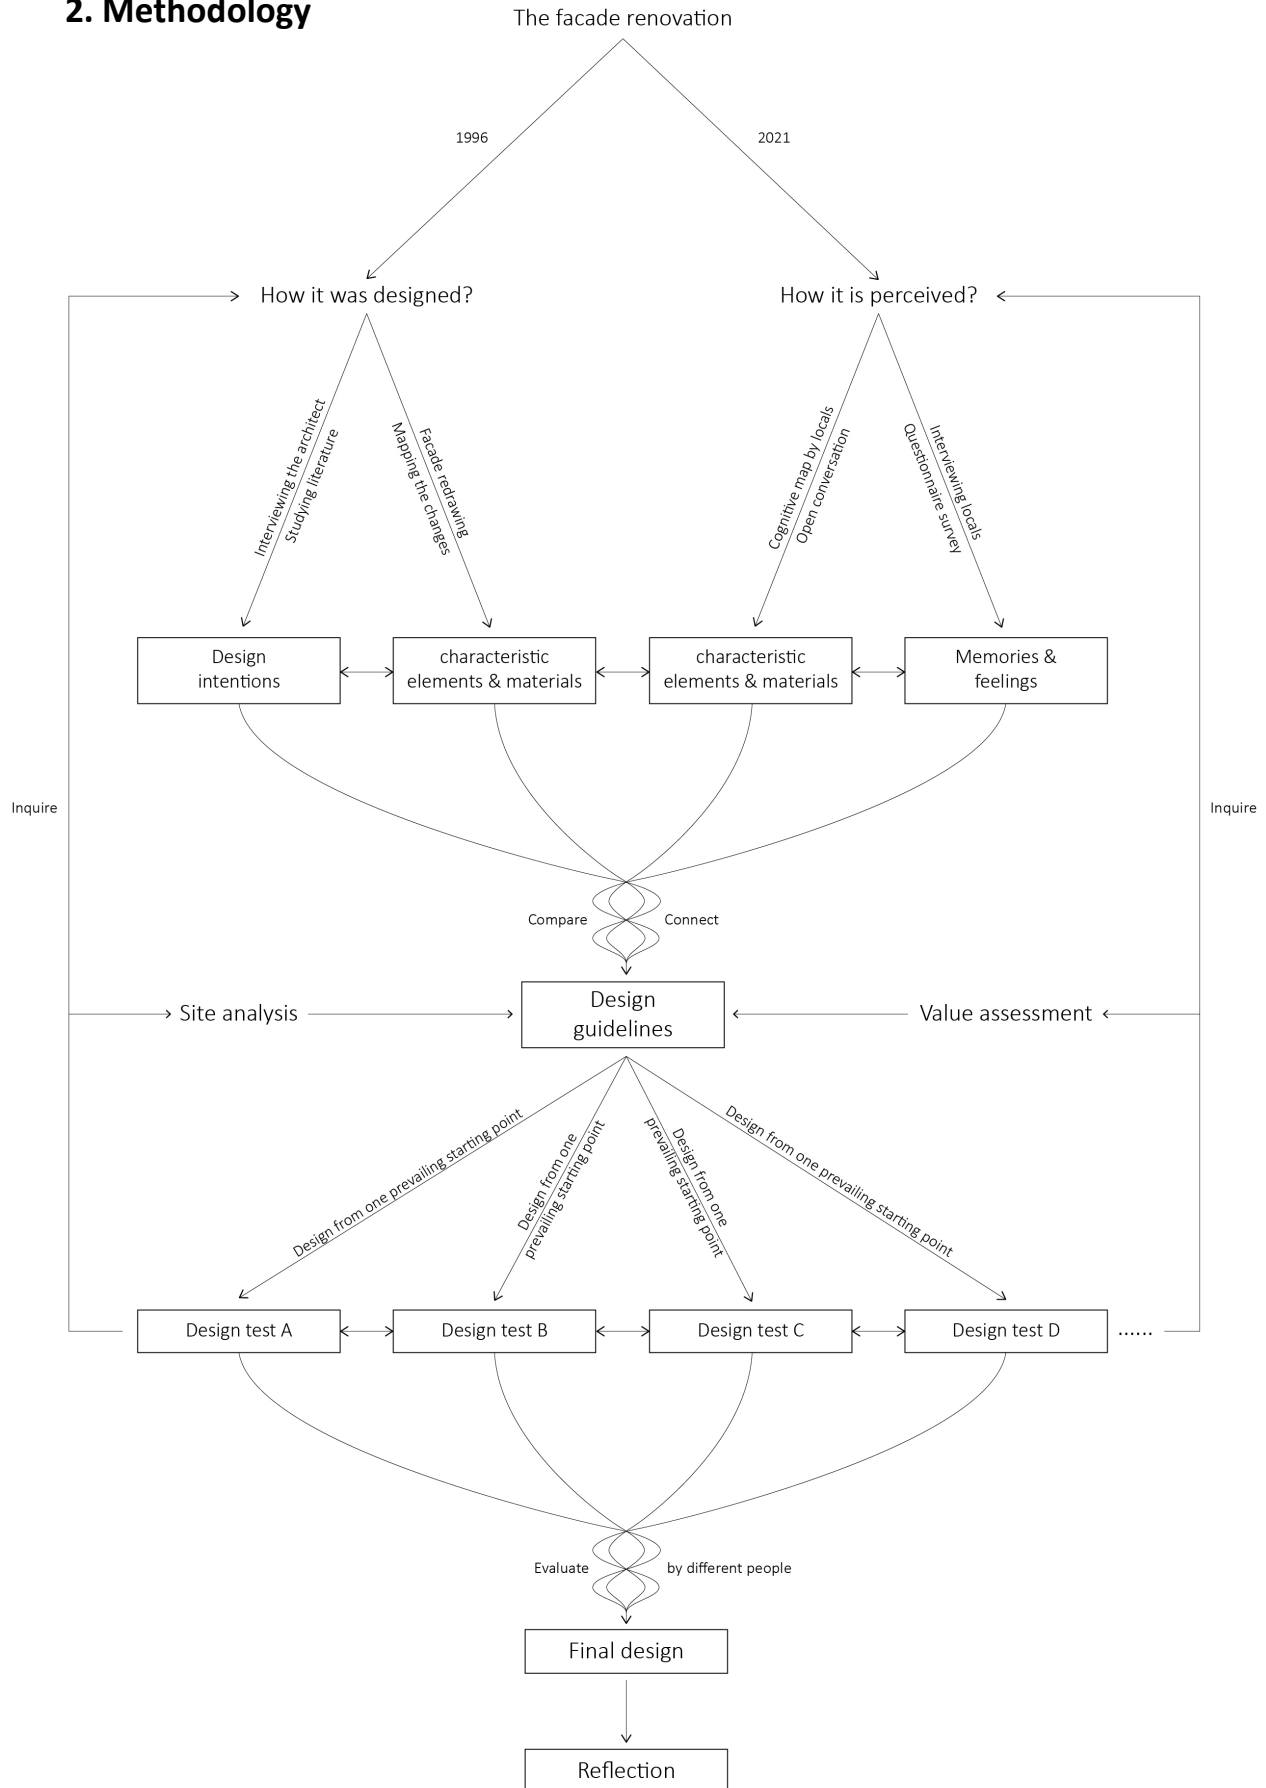 2. Methodology
The facade renovation
1996
2021
How it was designed?
How it is perceived?
Interviewing the architect
Studying literature
Facade redrawing
Mapping the changes
Cognitive map by locals
Open conversation
Interviewing locals
Questionnaire survey
Design
intentions
characteristic
elements & materials
characteristic
elements & materials
Memories &
feelings
Inquire
Inquire
Compare
Connect
Site analysis
Design
guidelines
Value assessment
Design from one prevailing starting point
Design from one
prevailing starting point
Design from one
prevailing starting point
Design from one prevailing starting point
Design test A
Design test B
Design test C
Design test D
......
Evaluate
by different people
Final design
Reflection